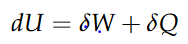 dU = δW + δQ